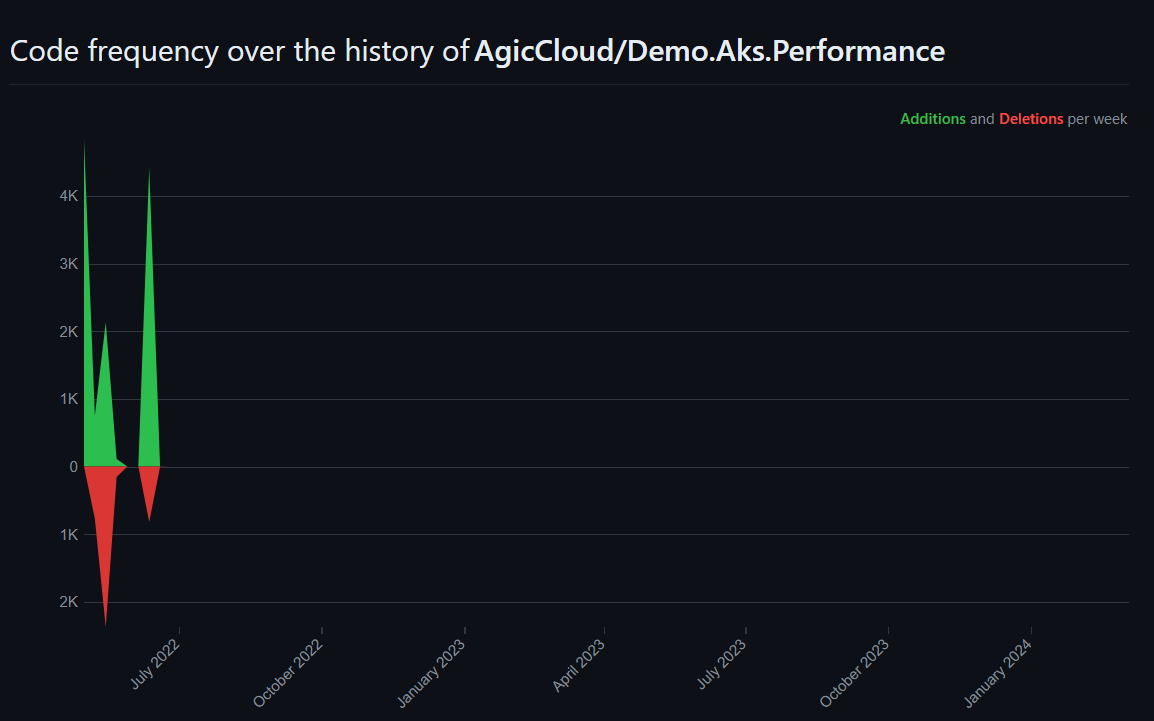 Code frequency over the history of AgicCloud/Demo.Aks.Performance
Additions and Deletions per week
4K
3K
2K
1K
0
1K
2K
July 2022
October 2022
January 2023
April 2023
July 2023
October 2023
January 2024